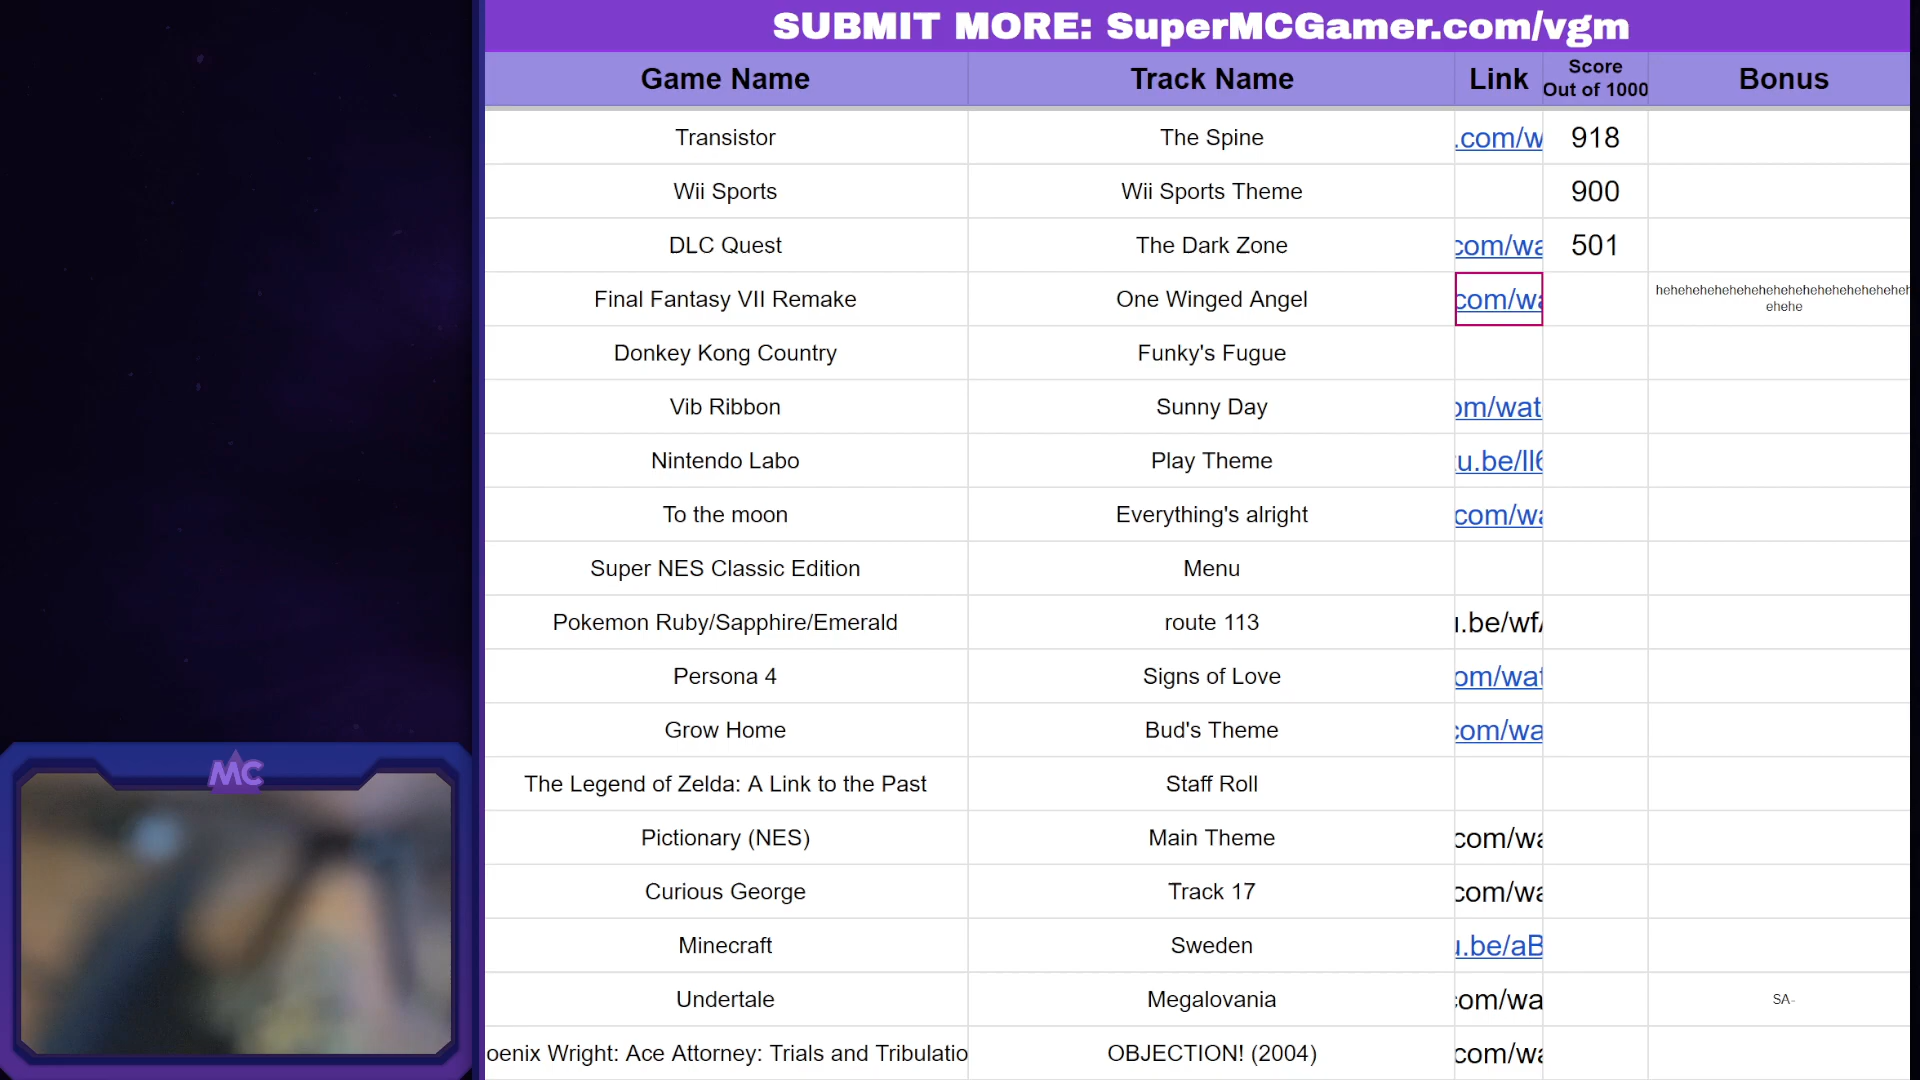 SUBMIT MORE: SuperMCGamer.com/vgm
Game Name Track Name Link Score Out of 1000 Bonus
Transistor The Spine .com/w 918
Wii Sports Wii Sports Theme 900
DLC Quest The Dark Zone com/wa 501
Final Fantasy VII Remake One Winged Angel com/wa hehehehehehehehehehehehehehehehehehehe
ehehe
Donkey Kong Country Funky's Fugue
Vib Ribbon Sunny Day om/wat
Nintendo Labo Play Theme u.be/ll6
To the moon Everything's alright com/wa
Super NES Classic Edition Menu
Pokemon Ruby/Sapphire/Emerald route 113 u.be/wf
Persona 4 Signs of Love om/wat
Grow Home Bud's Theme com/wa
The Legend of Zelda: A Link to the Past Staff Roll
Pictionary (NES) Main Theme com/wa
Curious George Track 17 com/wa
Minecraft Sweden u.be/aB
Undertale Megalovania com/wa SA-
oenix Wright: Ace Attorney: Trials and Tribulatio OBJECTION! (2004) com/wa
MC